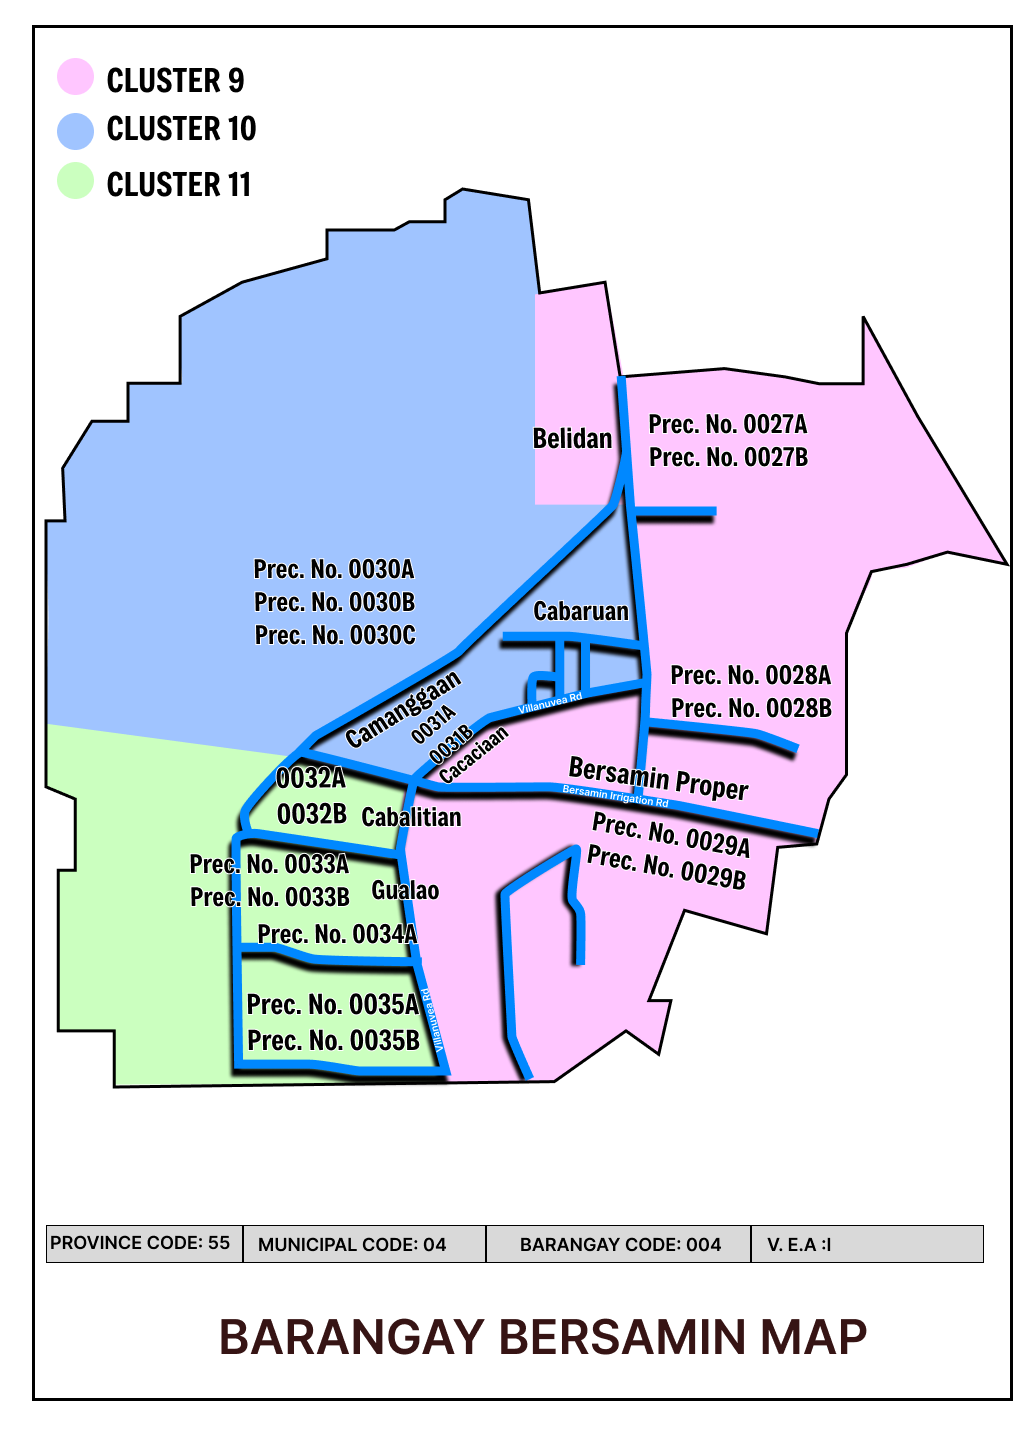 CLUSTER 9
CLUSTER 10
CLUSTER 11
Belidan
Prec. No. 0027A
Prec. No. 0027B
Prec. No. 0030A
Prec. No. 0030B
Prec. No. 0030C
Cabaruan
Prec. No. 0028A
Prec. No. 0028B
Camanggaan
0031A
0031B
Villanuvea Rd
Cacaciaan
Bersamin Proper
Bersamin Irrigation Rd
0032A
0032B
Cabalitian
Prec. No. 0029A
Prec. No. 0029B
Prec. No. 0033A
Prec. No. 0033B
Gualao
Prec. No. 0034A
Prec. No. 0035A
Prec. No. 0035B
Villanuvea Rd
PROVINCE CODE: 55
MUNICIPAL CODE: 04
BARANGAY CODE: 004
V. E.A :I
BARANGAY BERSAMIN MAP